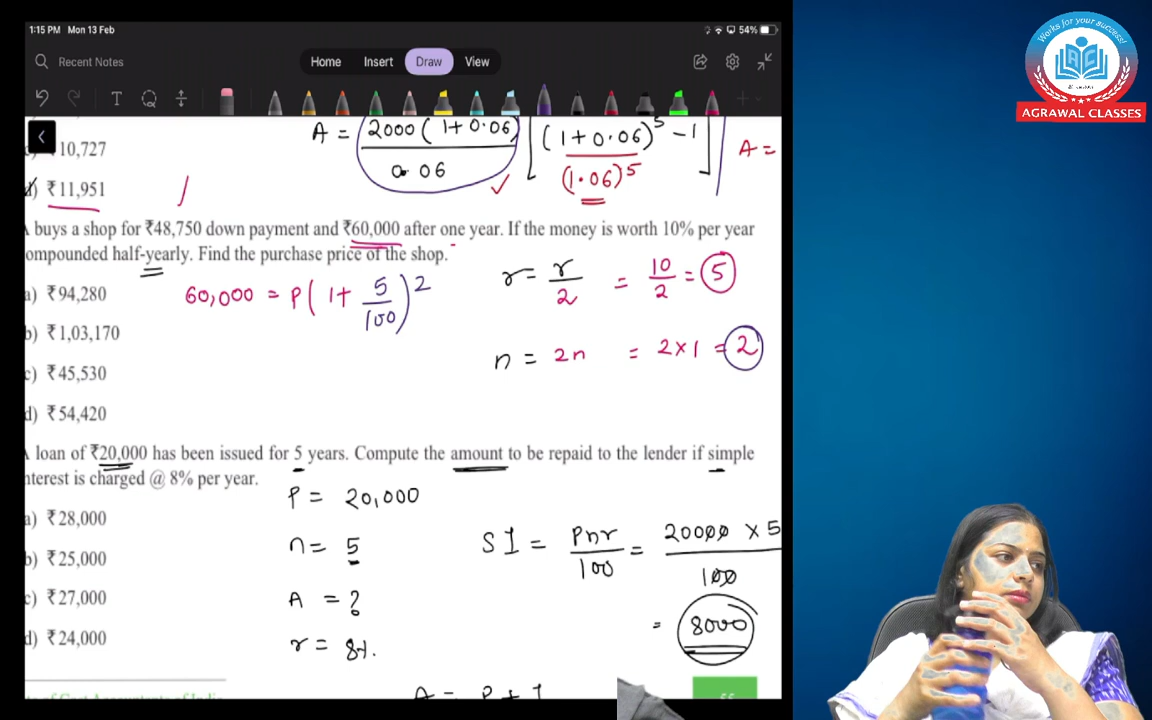 1:15 PM Mon 13 Feb
54%
Works for your success!
AC
AGRAWAL CLASSES
Recent Notes
Home Insert Draw View
T
A = 2000 ( 1 + 0.06) / 0.06 [ (1 + 0.06)^5 - 1 ] A =
(1.06)^5
10,727
d) ₹11,951
buys a shop for ₹48,750 down payment and ₹60,000 after one year. If the money is worth 10% per year
ompounded half-yearly. Find the purchase price of the shop.
a) ₹94,280
60,000 = P ( 1 + 5/100 )^2
r = r/2 = 10/2 = 5
b) ₹1,03,170
n = 2n = 2 × 1 = 2
c) ₹45,530
d) ₹54,420
loan of ₹20,000 has been issued for 5 years. Compute the amount to be repaid to the lender if simple
nterest is charged @ 8% per year.
P = 20,000
a) ₹28,000
n = 5
SI = Pnr/100 = 20000 × 5 / 100
b) ₹25,000
A = ?
c) ₹27,000
= 8000
d) ₹24,000
r = 8%.
A = P + I